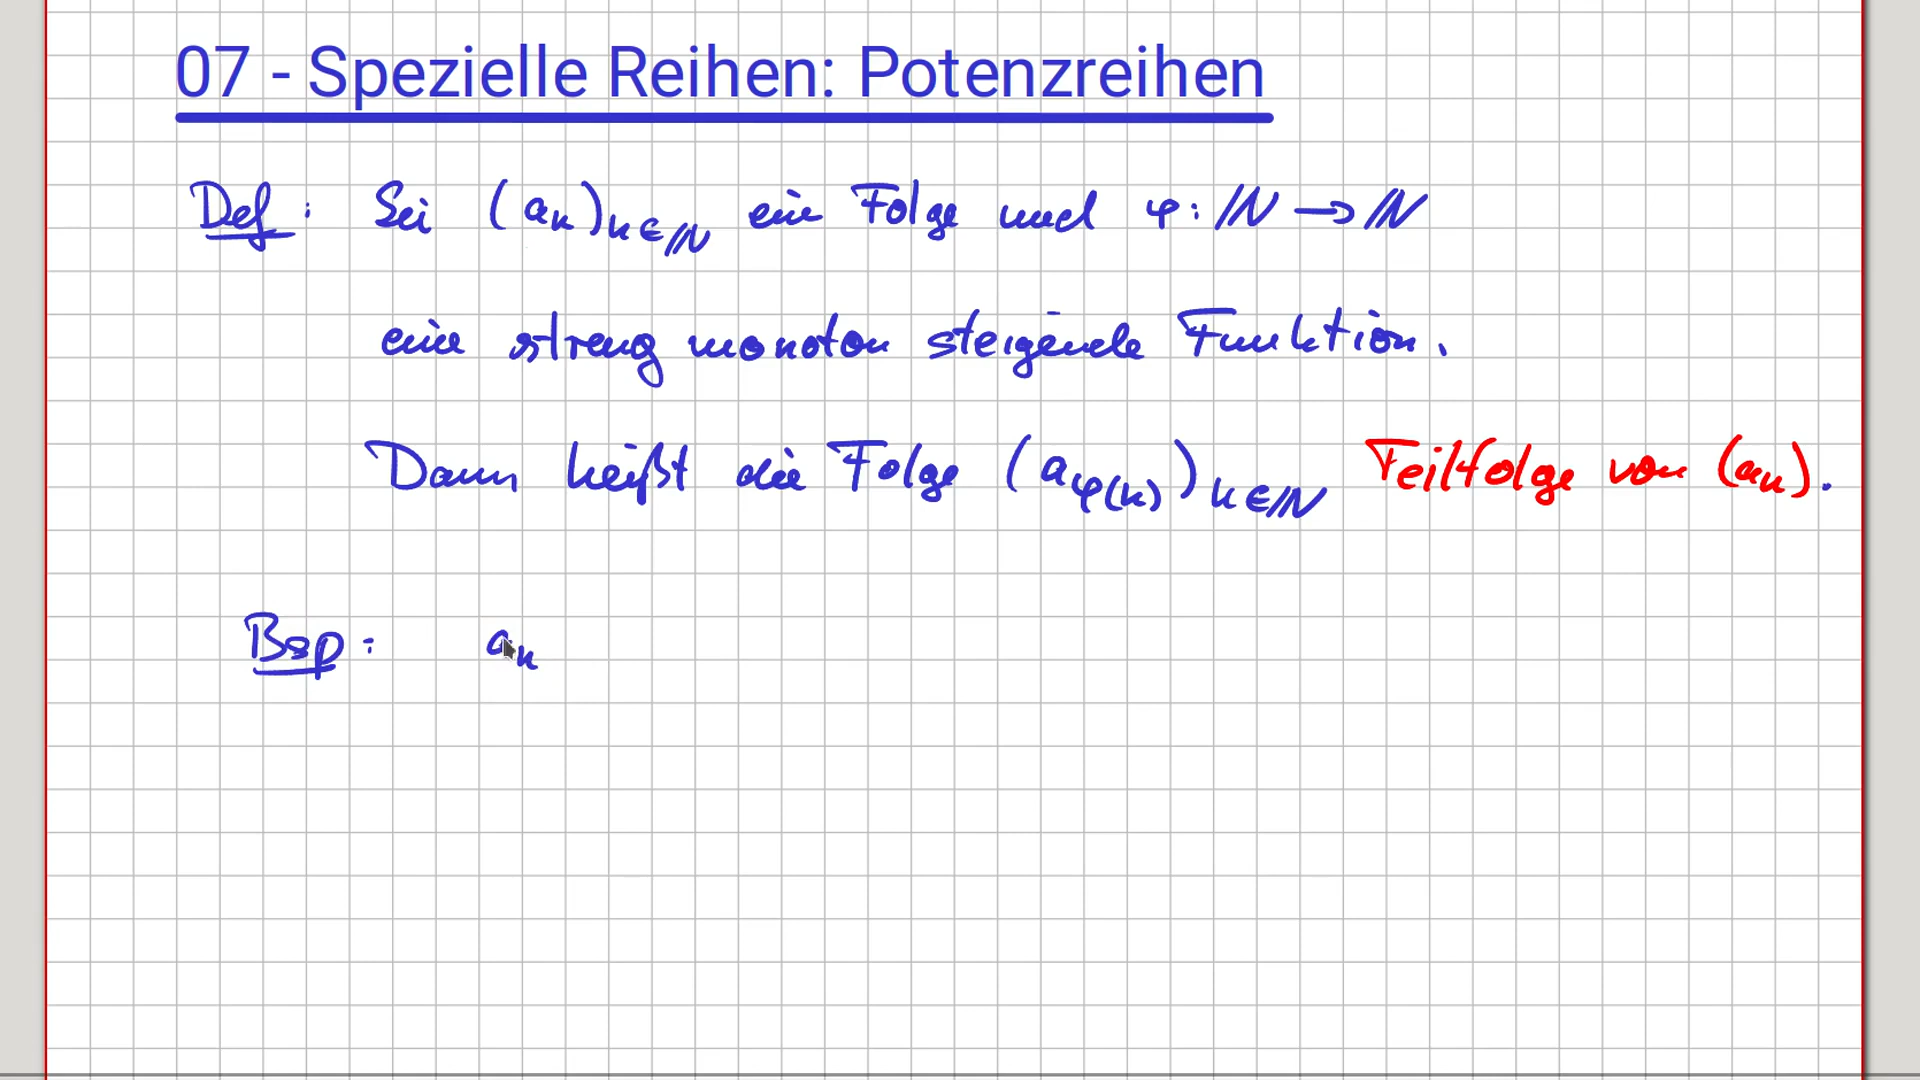 07 - Spezielle Reihen: Potenzreihen
Def: Sei (aₙ)ₙ∈ℕ eine Folge und φ: ℕ → ℕ
eine streng monoton steigende Funktion.
Dann heißt die Folge (a_φ(n))ₙ∈ℕ Teilfolge von (aₙ).
Bsp: aₙ